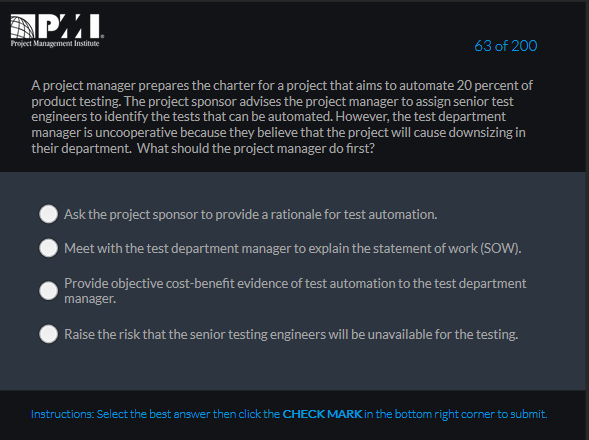 PMI.
Project Management Institute
63 of 200
A project manager prepares the charter for a project that aims to automate 20 percent of
product testing. The project sponsor advises the project manager to assign senior test
engineers to identify the tests that can be automated. However, the test department
manager is uncooperative because they believe that the project will cause downsizing in
their department. What should the project manager do first?
Ask the project sponsor to provide a rationale for test automation.
Meet with the test department manager to explain the statement of work (SOW).
Provide objective cost-benefit evidence of test automation to the test department
manager.
Raise the risk that the senior testing engineers will be unavailable for the testing.
Instructions: Select the best answer then click the CHECK MARK in the bottom right corner to submit.